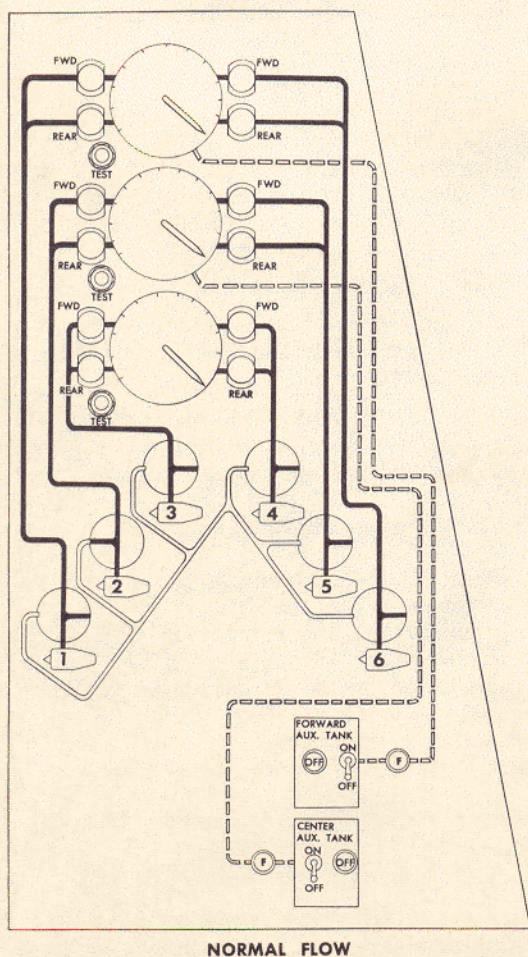 FWD
FWD
REAR
REAR
TEST
FWD
FWD
REAR
REAR
TEST
FWD
FWD
REAR
REAR
TEST
3
4
2
5
1
6
FORWARD
AUX. TANK
ON
OFF
F
OFF
CENTER
AUX. TANK
ON
F
OFF
OFF
NORMAL FLOW